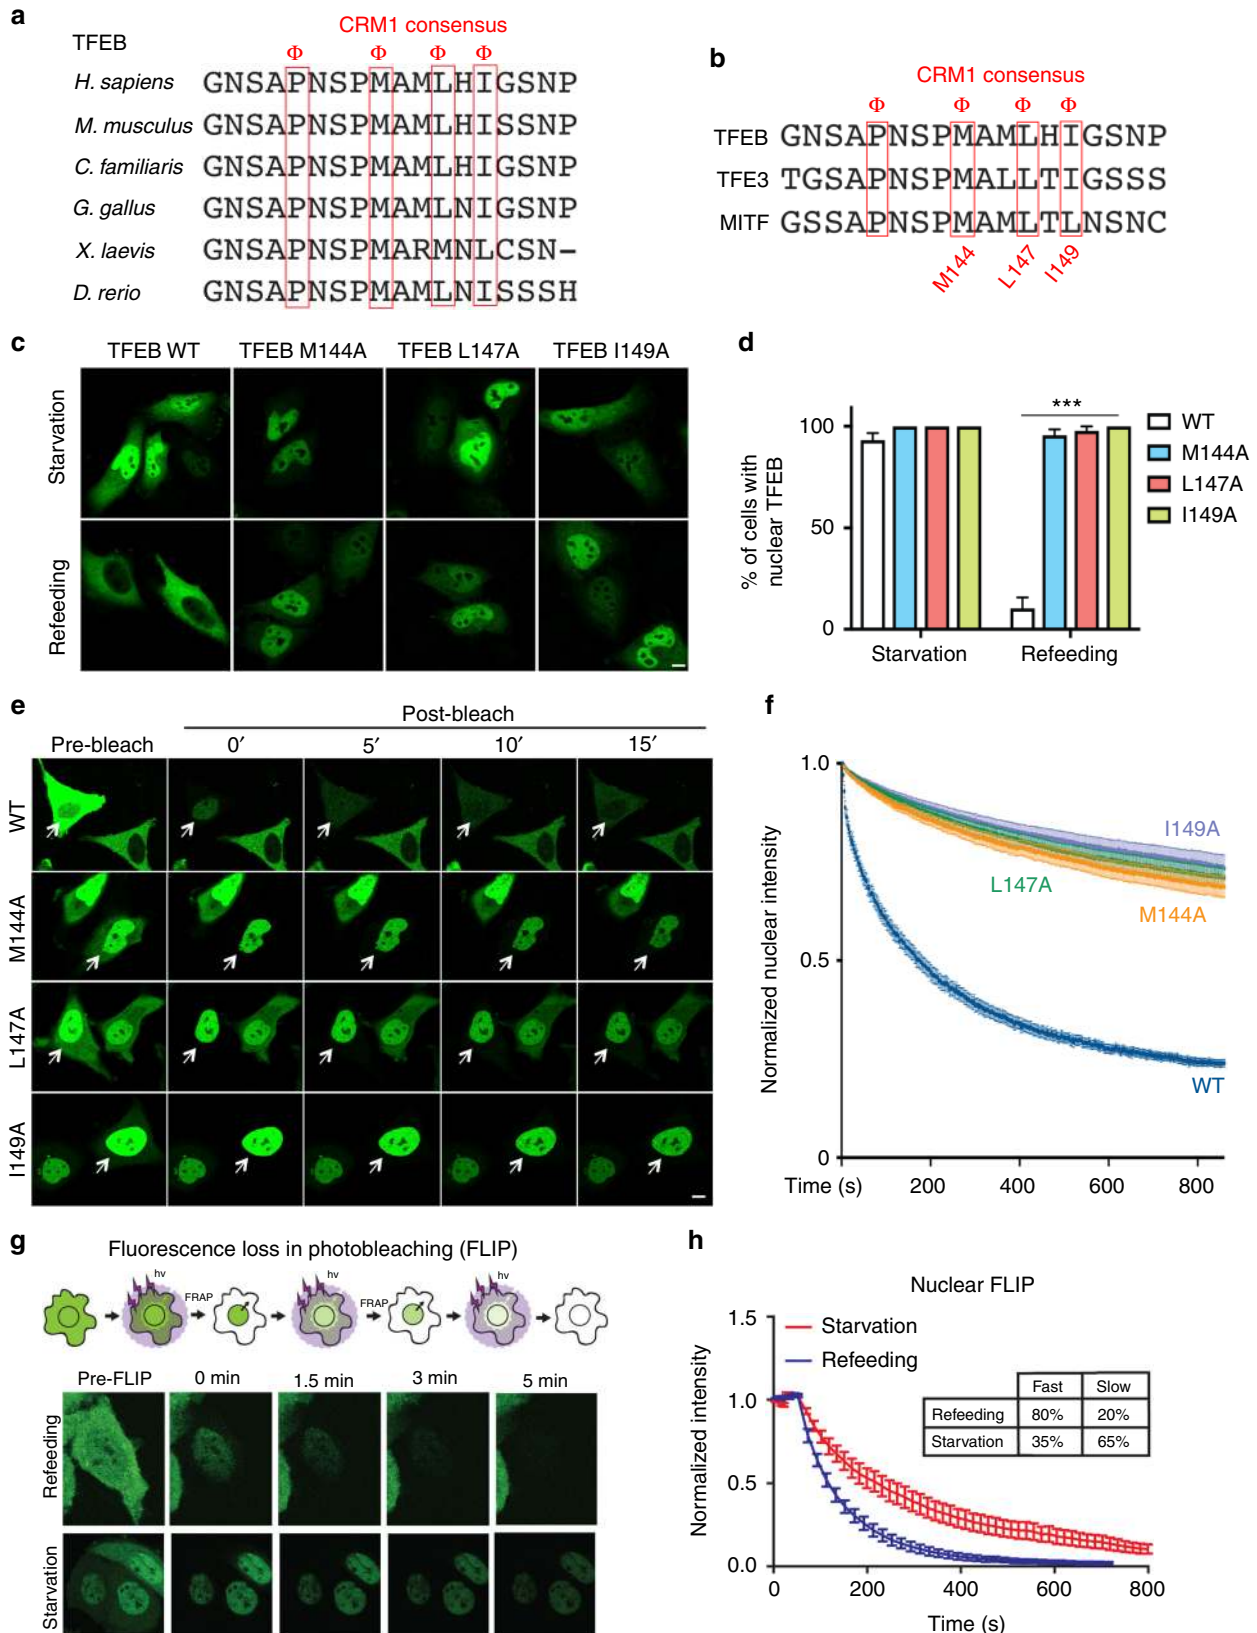 a
TFEB
CRM1 consensus
Φ Φ Φ Φ
H. sapiens GNSAPNSPMAMLHIGSNP
M. musculus GNSAPNSPMAMLHISSNP
C. familiaris GNSAPNSPMAMLHIGSNP
G. gallus GNSAPNSPMAMLNIGSNP
X. laevis GNSAPNSPMARMNLCSN–
D. rerio GNSAPNSPMAMLNISSSH
b
CRM1 consensus
Φ Φ Φ Φ
TFEB GNSAPNSPMAMLHIGSNP
TFE3 TGSAPNSPMALLTIGSSS
MITF GSSAPNSPMAMLTLNSNC
M144 L147 I149
c
TFEB WT TFEB M144A TFEB L147A TFEB I149A
Starvation
Refeeding
d
% of cells with
nuclear TFEB
100
50
0
***
Starvation Refeeding
WT
M144A
L147A
I149A
e
Post-bleach
Pre-bleach 0′ 5′ 10′ 15′
WT
M144A
L147A
I149A
f
Normalized nuclear intensity
1.0
0.5
0
I149A
L147A
M144A
WT
Time (s) 200 400 600 800
g
Fluorescence loss in photobleaching (FLIP)
hv hv hv
FRAP FRAP
Pre-FLIP 0 min 1.5 min 3 min 5 min
Refeeding
Starvation
h
Nuclear FLIP
Normalized intensity
1.5
1.0
0.5
0.0
Starvation
Refeeding
Fast Slow
Refeeding 80% 20%
Starvation 35% 65%
0 200 400 600 800
Time (s)